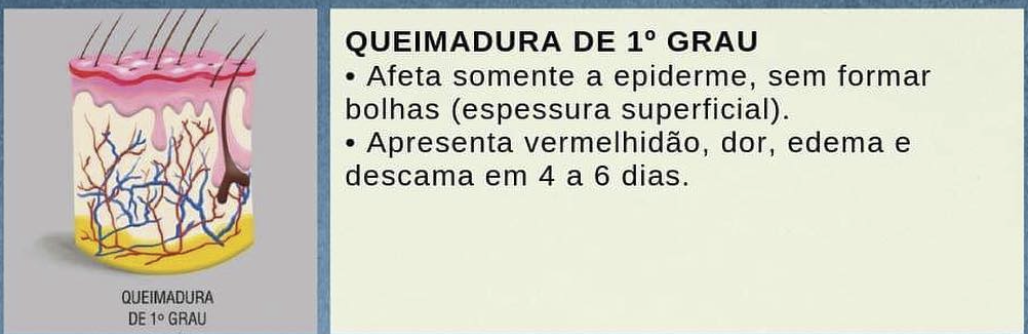 QUEIMADURA
DE 1º GRAU
QUEIMADURA DE 1º GRAU
• Afeta somente a epiderme, sem formar
bolhas (espessura superficial).
• Apresenta vermelhidão, dor, edema e
descama em 4 a 6 dias.